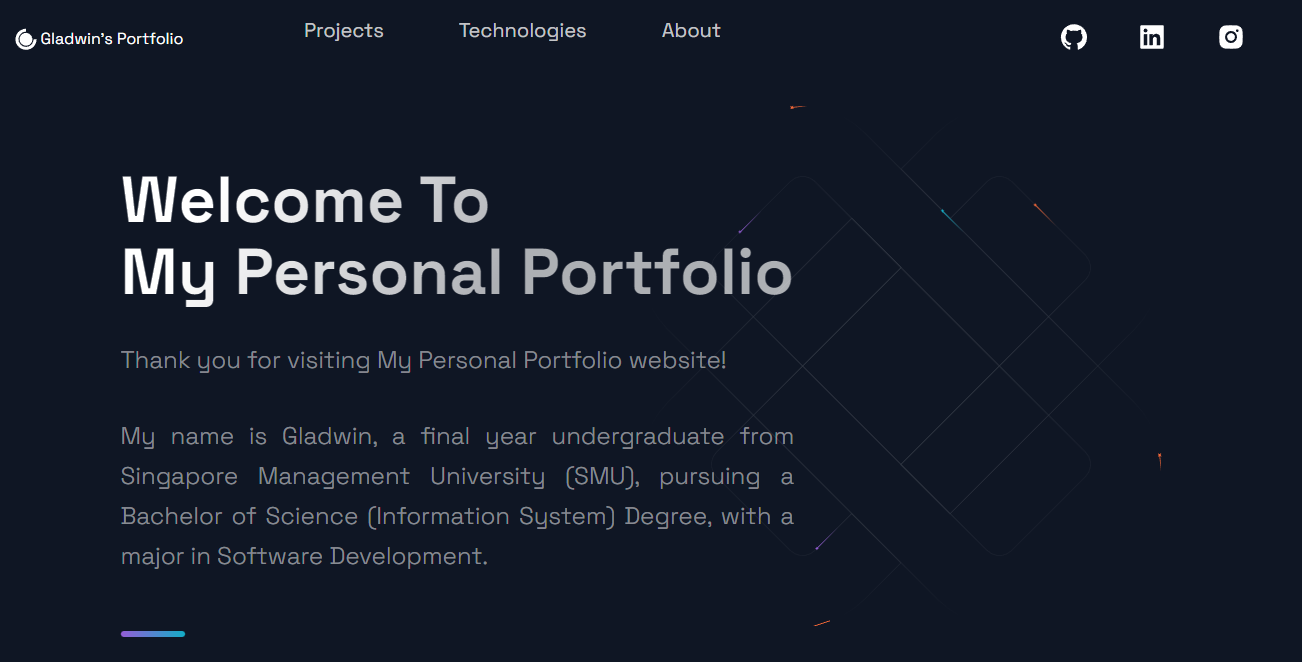 Gladwin's Portfolio
Projects
Technologies
About
in
Welcome To
My Personal Portfolio
Thank you for visiting My Personal Portfolio website!
My name is Gladwin, a final year undergraduate from
Singapore Management University (SMU), pursuing a
Bachelor of Science (Information System) Degree, with a
major in Software Development.